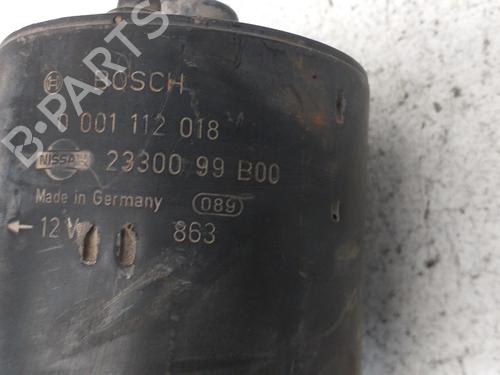 BOSCH
0 001 112 018
NISSAN 23300 99 B00
Made in Germany 089
12 V 863
B-PARTS